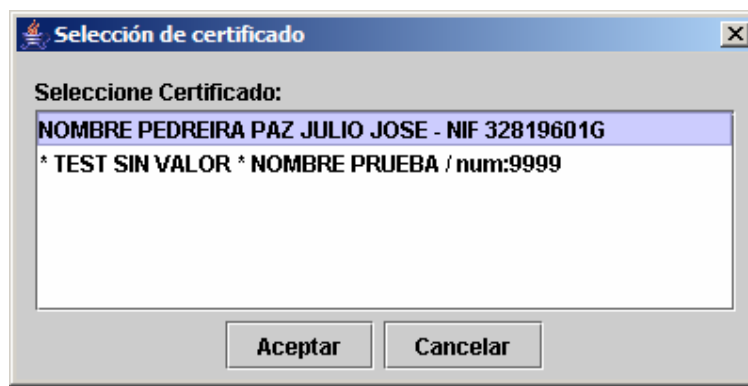 Selección de certificado
Seleccione Certificado:
NOMBRE PEDREIRA PAZ JULIO JOSE - NIF 32819601G
* TEST SIN VALOR * NOMBRE PRUEBA / num:9999
Aceptar Cancelar